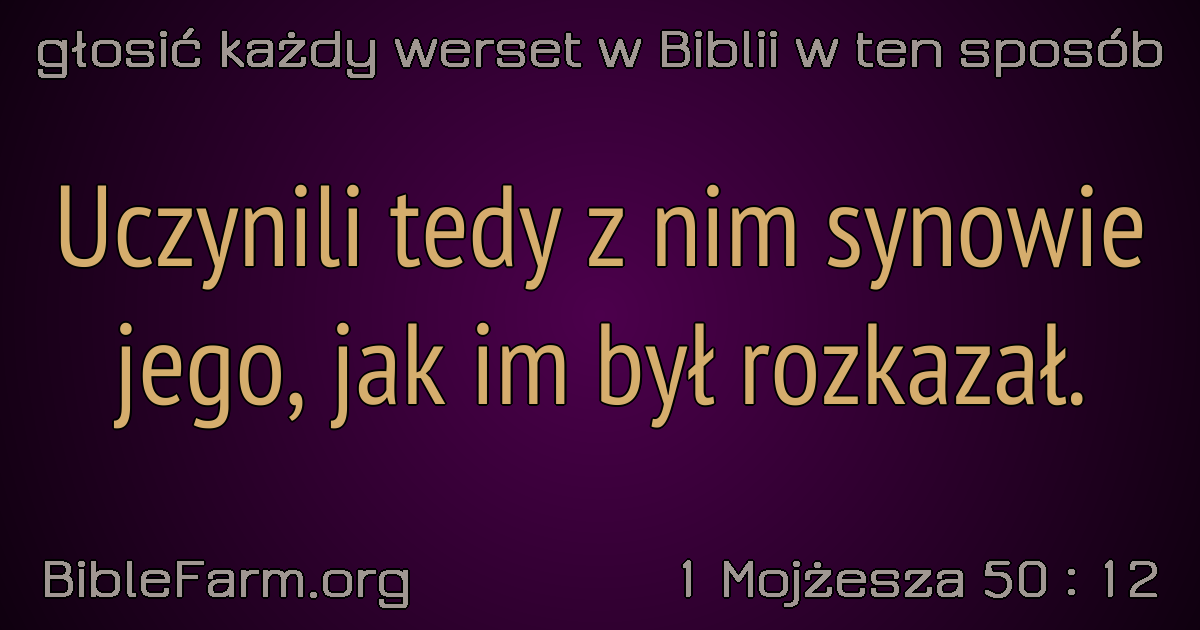 głosić każdy werset w Biblii w ten sposób
Uczynili tedy z nim synowie
jego, jak im był rozkazał.
BibleFarm.org
1 Mojżesza 50 : 12